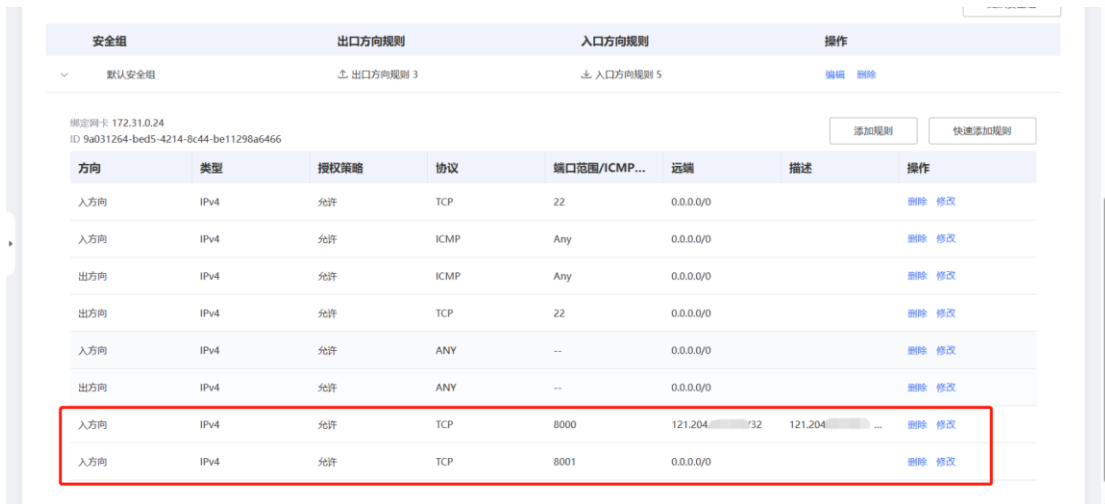 安全组 出口方向规则 入口方向规则 操作
默认安全组 出口方向规则 3 入口方向规则 5 编辑 删除
绑定网卡 172.31.0.24
ID 9a031264-bed5-4214-8c44-be11298a6466
添加规则 快速添加规则
方向 类型 授权策略 协议 端口范围/ICMP... 远端 描述 操作
入方向 IPv4 允许 TCP 22 0.0.0.0/0 删除 修改
入方向 IPv4 允许 ICMP Any 0.0.0.0/0 删除 修改
出方向 IPv4 允许 ICMP Any 0.0.0.0/0 删除 修改
出方向 IPv4 允许 TCP 22 0.0.0.0/0 删除 修改
入方向 IPv4 允许 ANY -- 0.0.0.0/0 删除 修改
出方向 IPv4 允许 ANY -- 0.0.0.0/0 删除 修改
入方向 IPv4 允许 TCP 8000 121.204. /32 121.204 ... 删除 修改
入方向 IPv4 允许 TCP 8001 0.0.0.0/0 删除 修改